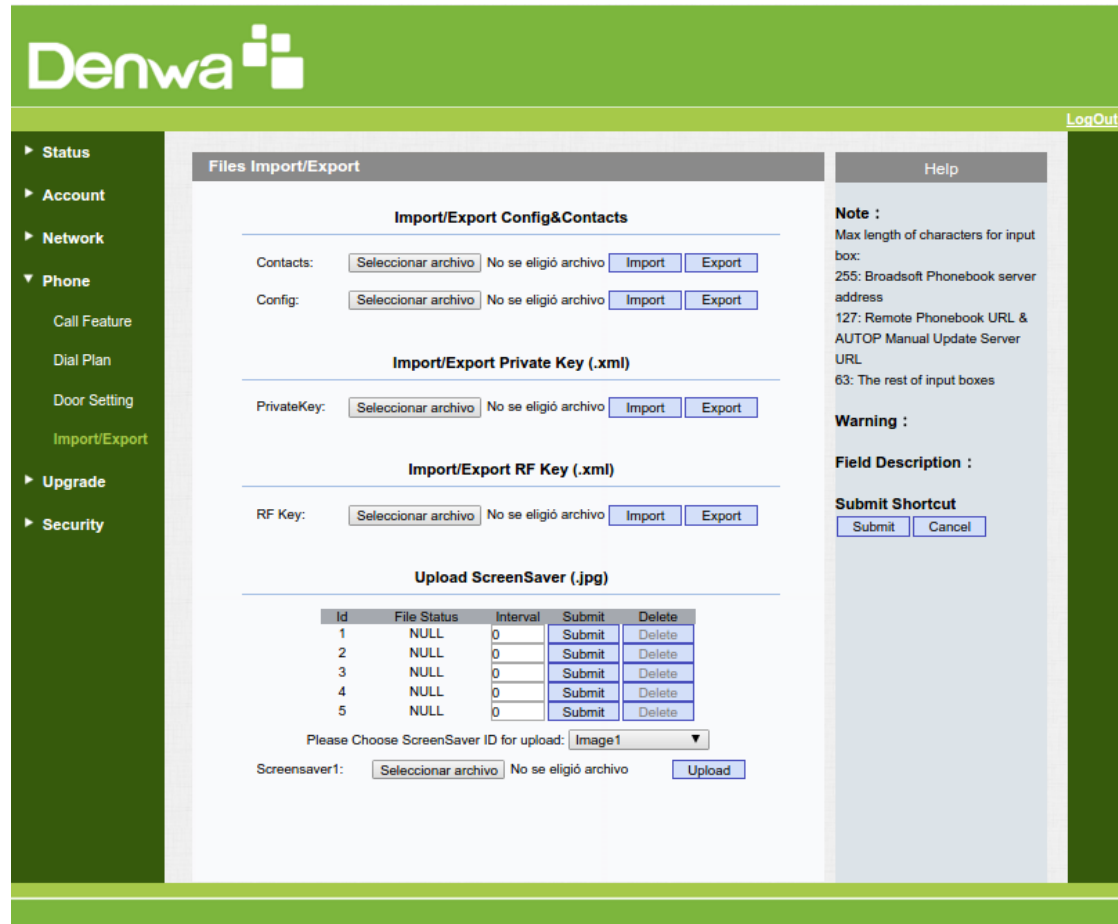 Denwa
LogOut
Status
Account
Network
Phone
Call Feature
Dial Plan
Door Setting
Import/Export
Upgrade
Security
Files Import/Export
Import/Export Config&Contacts
Contacts: Seleccionar archivo No se eligió archivo Import Export
Config: Seleccionar archivo No se eligió archivo Import Export
Import/Export Private Key (.xml)
PrivateKey: Seleccionar archivo No se eligió archivo Import Export
Import/Export RF Key (.xml)
RF Key: Seleccionar archivo No se eligió archivo Import Export
Upload ScreenSaver (.jpg)
Id File Status Interval Submit Delete
1 NULL 0 Submit Delete
2 NULL 0 Submit Delete
3 NULL 0 Submit Delete
4 NULL 0 Submit Delete
5 NULL 0 Submit Delete
Please Choose ScreenSaver ID for upload: Image1
Screensaver1: Seleccionar archivo No se eligió archivo Upload
Help
Note :
Max length of characters for input
box:
255: Broadsoft Phonebook server
address
127: Remote Phonebook URL &
AUTOP Manual Update Server
URL
63: The rest of input boxes
Warning :
Field Description :
Submit Shortcut
Submit Cancel